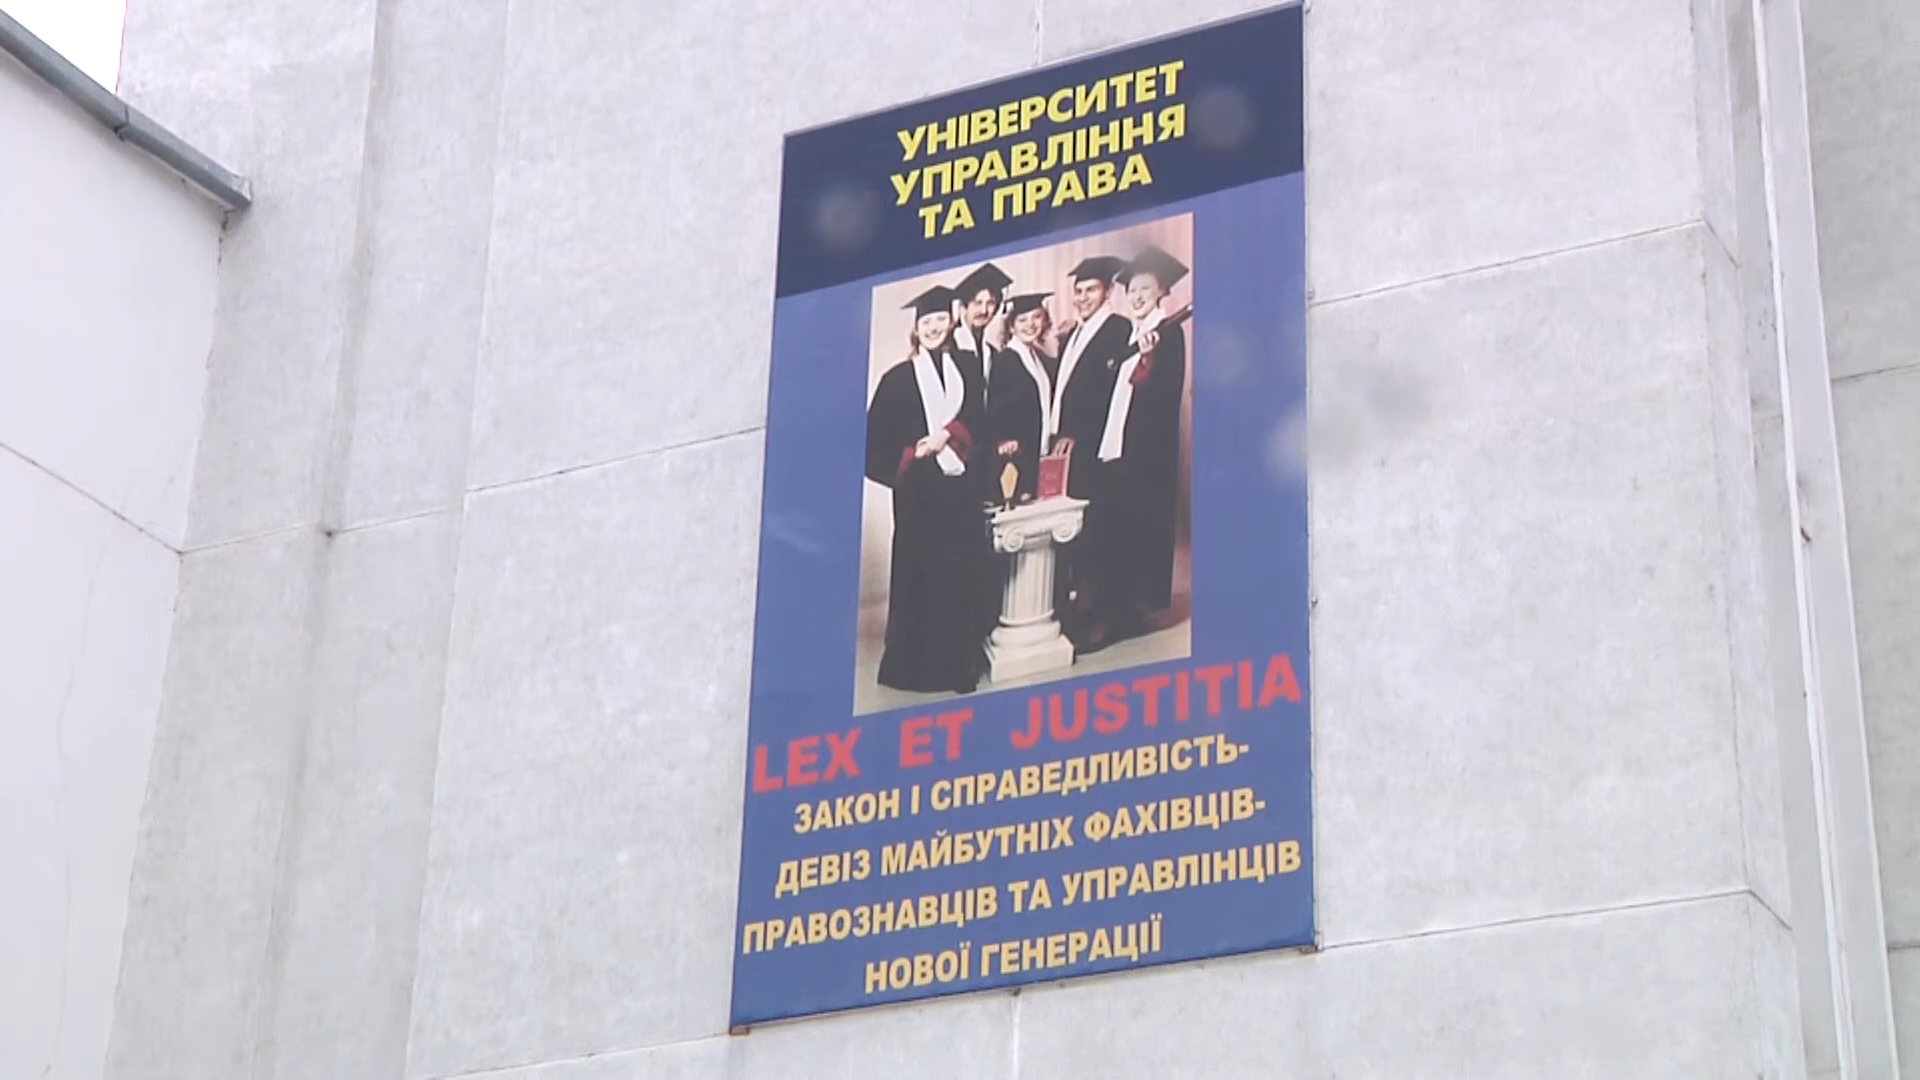 УНІВЕРСИТЕТ
УПРАВЛІННЯ
ТА ПРАВА
LEX ET JUSTITIA
ЗАКОН І СПРАВЕДЛИВІСТЬ-
ДЕВІЗ МАЙБУТНІХ ФАХІВЦІВ-
ПРАВОЗНАВЦІВ ТА УПРАВЛІНЦІВ
НОВОЇ ГЕНЕРАЦІЇ